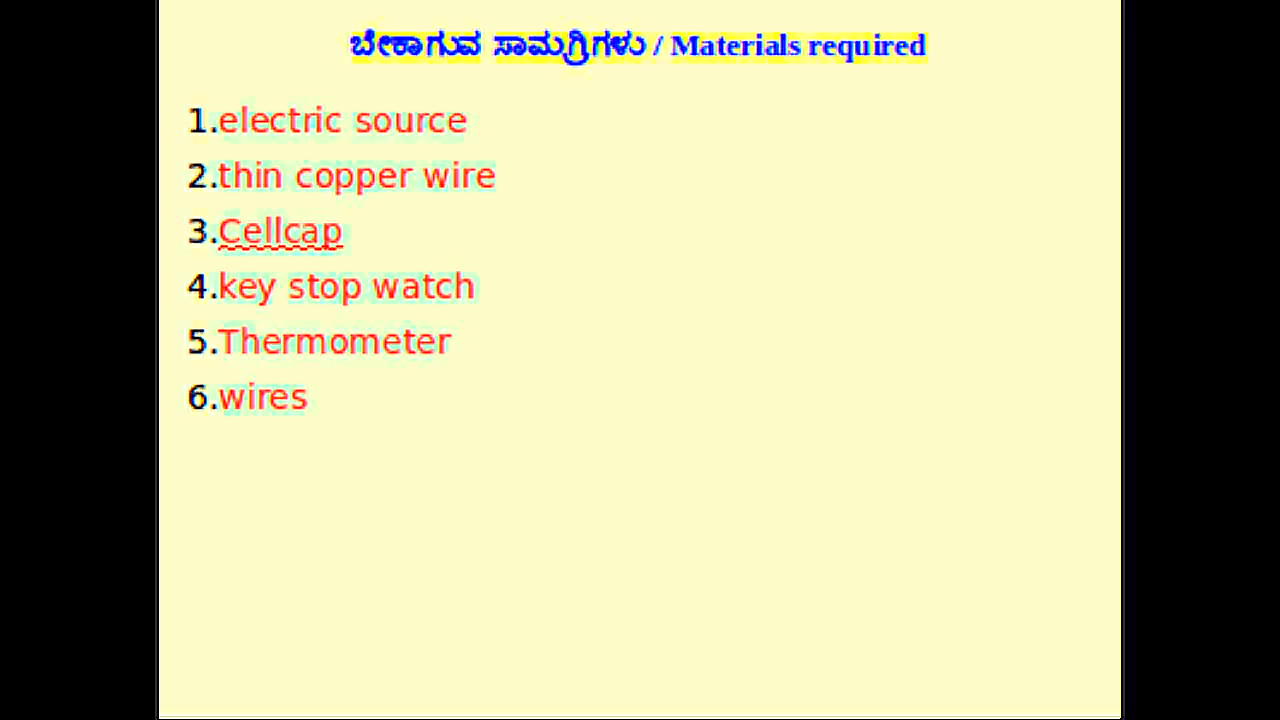 ಬೇಕಾಗುವ ಸಾಮಗ್ರಿಗಳು / Materials required
1.electric source
2.thin copper wire
3.Cellcap
4.key stop watch
5.Thermometer
6.wires